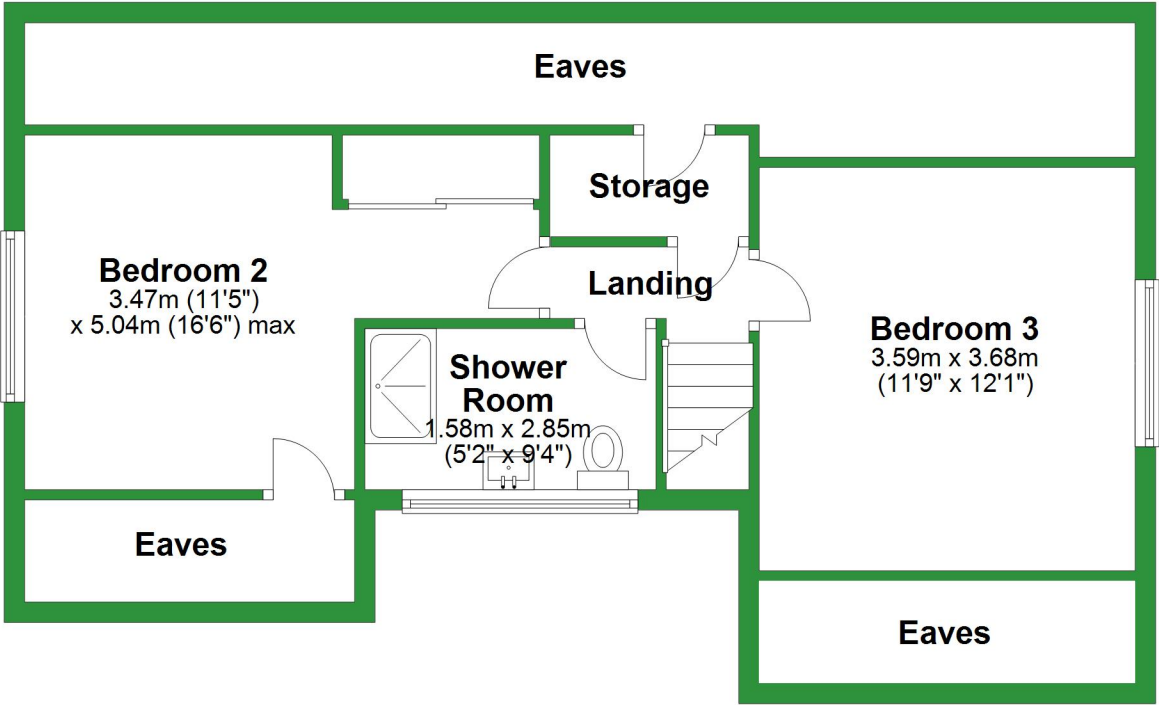 Eaves
Storage
Bedroom 2
3.47m (11'5")
x 5.04m (16'6") max
Landing
Bedroom 3
3.59m x 3.68m
(11'9" x 12'1")
Shower
Room
1.58m x 2.85m
(5'2" x 9'4")
Eaves
Eaves